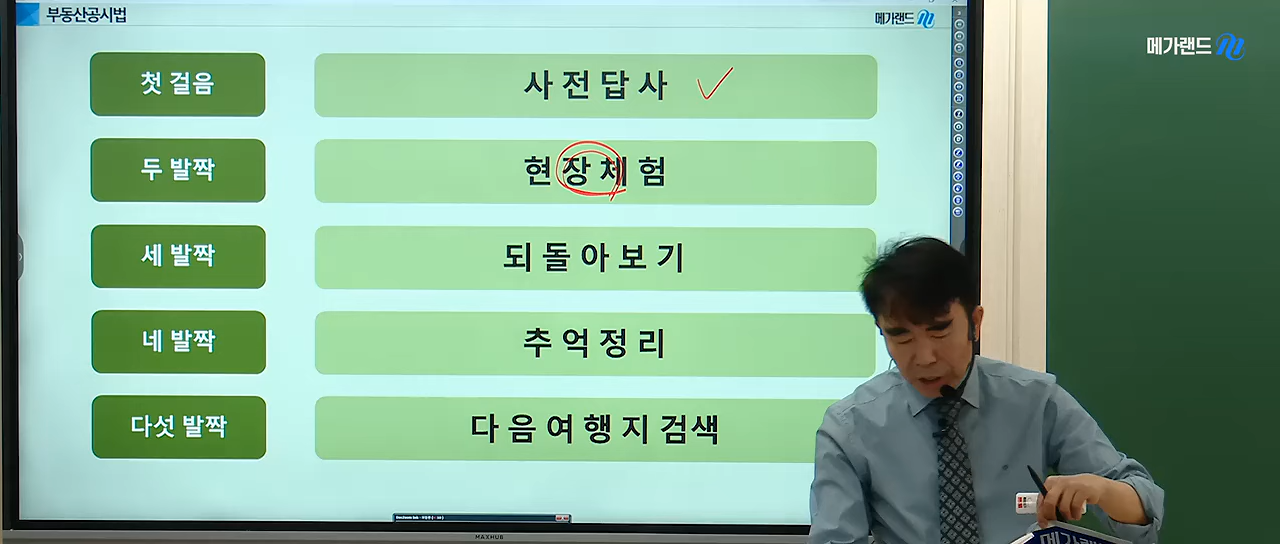 부동산공시법
메가랜드
메가랜드
첫 걸음
사전답사
두 발짝
현장체험
세 발짝
되돌아보기
네 발짝
추억정리
다섯 발짝
다음여행지검색
MAXHUB